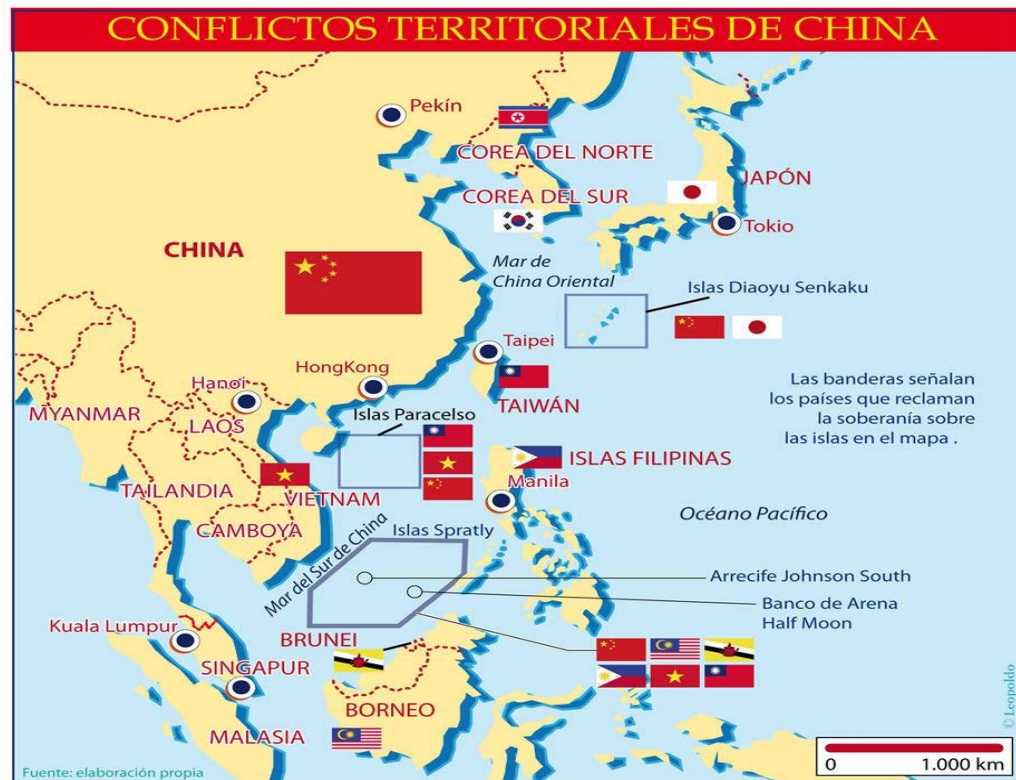 CONFLICTOS TERRITORIALES DE CHINA
Pekín
COREA DEL NORTE
COREA DEL SUR
JAPÓN
Tokio
CHINA
Mar de
China Oriental
Islas Diaoyu Senkaku
Taipei
HongKong
Hanoi
TAIWÁN
Las banderas señalan
los países que reclaman
la soberanía sobre
las islas en el mapa .
MYANMAR
LAOS
Islas Paracelso
ISLAS FILIPINAS
Manila
TAILANDIA
VIETNAM
CAMBOYA
Océano Pacífico
Islas Spratly
Mar del Sur de China
Arrecife Johnson South
Banco de Arena
Half Moon
Kuala Lumpur
BRUNEI
SINGAPUR
BORNEO
MALASIA
© Leopoldo
0 1.000 km
Fuente: elaboración propia